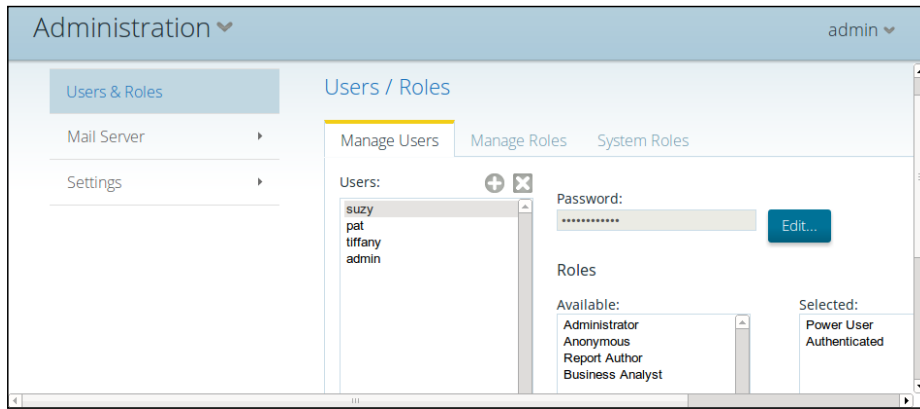 Administration
admin
Users & Roles
Mail Server
Settings
Users / Roles
Manage Users
Manage Roles
System Roles
Users:
suzy
pat
tiffany
admin
Password:
••••••••••••
Edit...
Roles
Available:
Administrator
Anonymous
Report Author
Business Analyst
Selected:
Power User
Authenticated